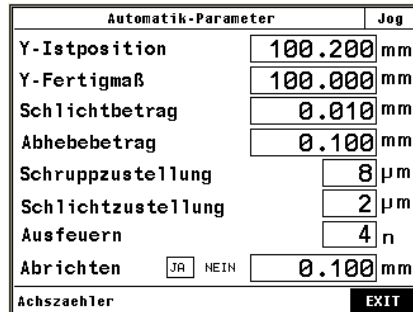 Automatik-Parameter Jog
Y-Istposition 100.200 mm
Y-Fertigmaß 100.000 mm
Schlichtbetrag 0.010 mm
Abhebebetrag 0.100 mm
Schruppzustellung 8 µm
Schlichtzustellung 2 µm
Ausfeuern 4 n
Abrichten JA NEIN 0.100 mm
Achszaehler EXIT